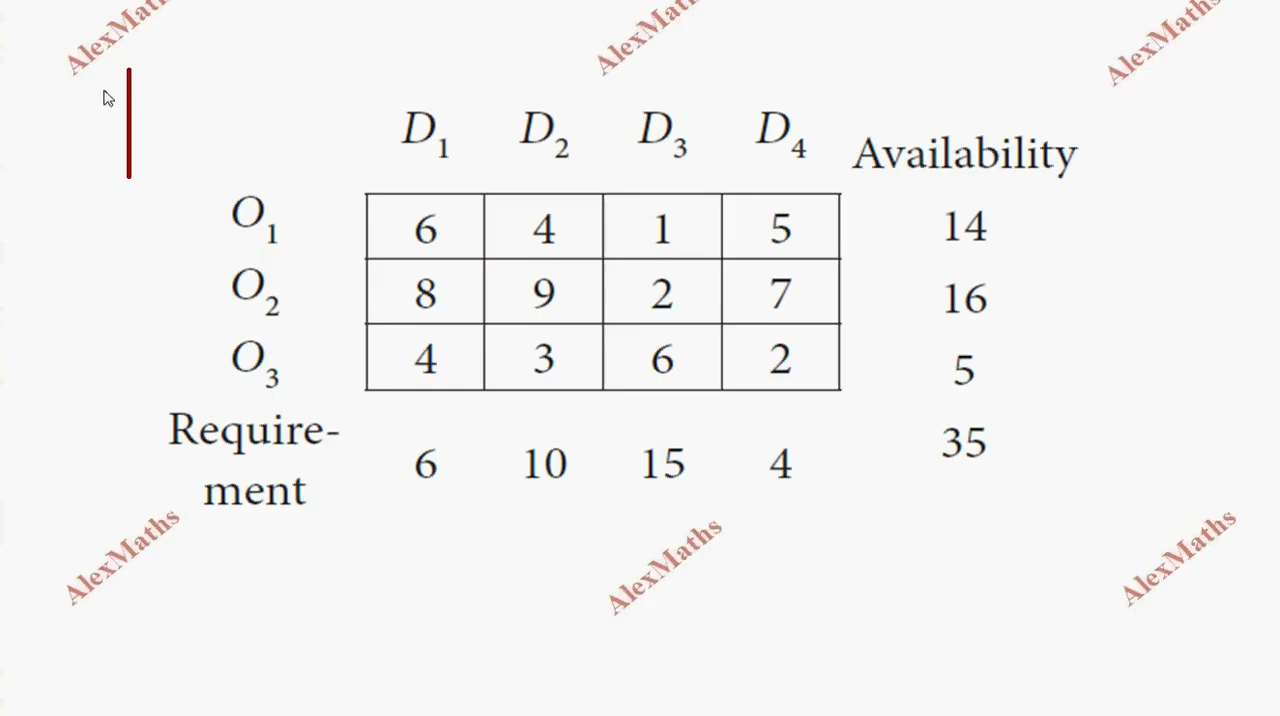 AlexMaths AlexMaths AlexMaths
D1 D2 D3 D4 Availability
O1 6 4 1 5 14
O2 8 9 2 7 16
O3 4 3 6 2 5
Require-
ment 6 10 15 4 35
AlexMaths AlexMaths AlexMaths